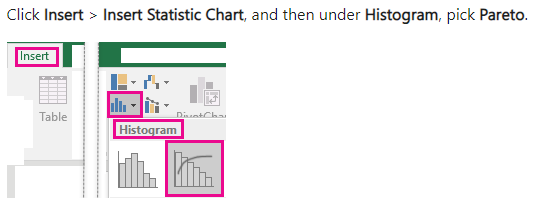 Click Insert > Insert Statistic Chart, and then under Histogram, pick Pareto.
Insert
Table
Histogram